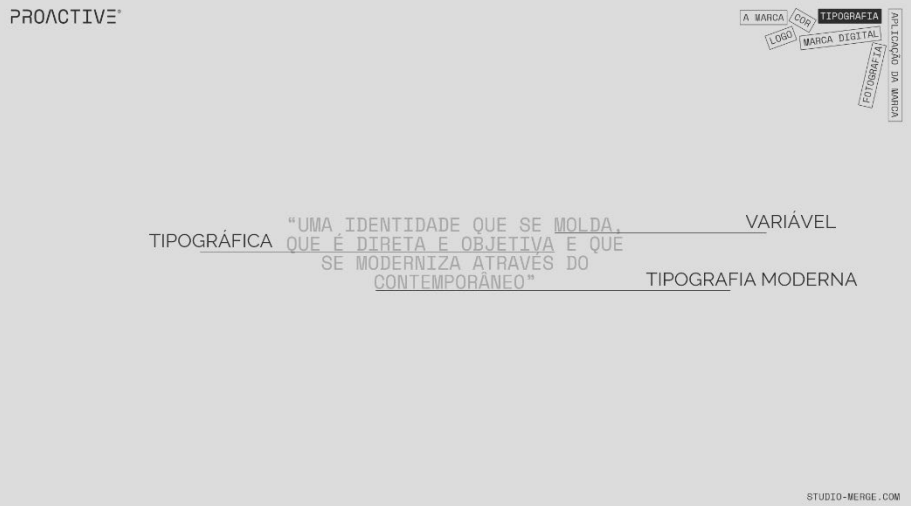 PROACTIVE®
A MARCA
COR
TIPOGRAFIA
LOGO
MARCA DIGITAL
FOTOGRAFIA
APLICAÇÃO DA MARCA
“UMA IDENTIDADE QUE SE MOLDA,
QUE É DIRETA E OBJETIVA E QUE
SE MODERNIZA ATRAVÉS DO
CONTEMPORÂNEO”
TIPOGRÁFICA
VARIÁVEL
TIPOGRAFIA MODERNA
STUDIO-MERGE.COM